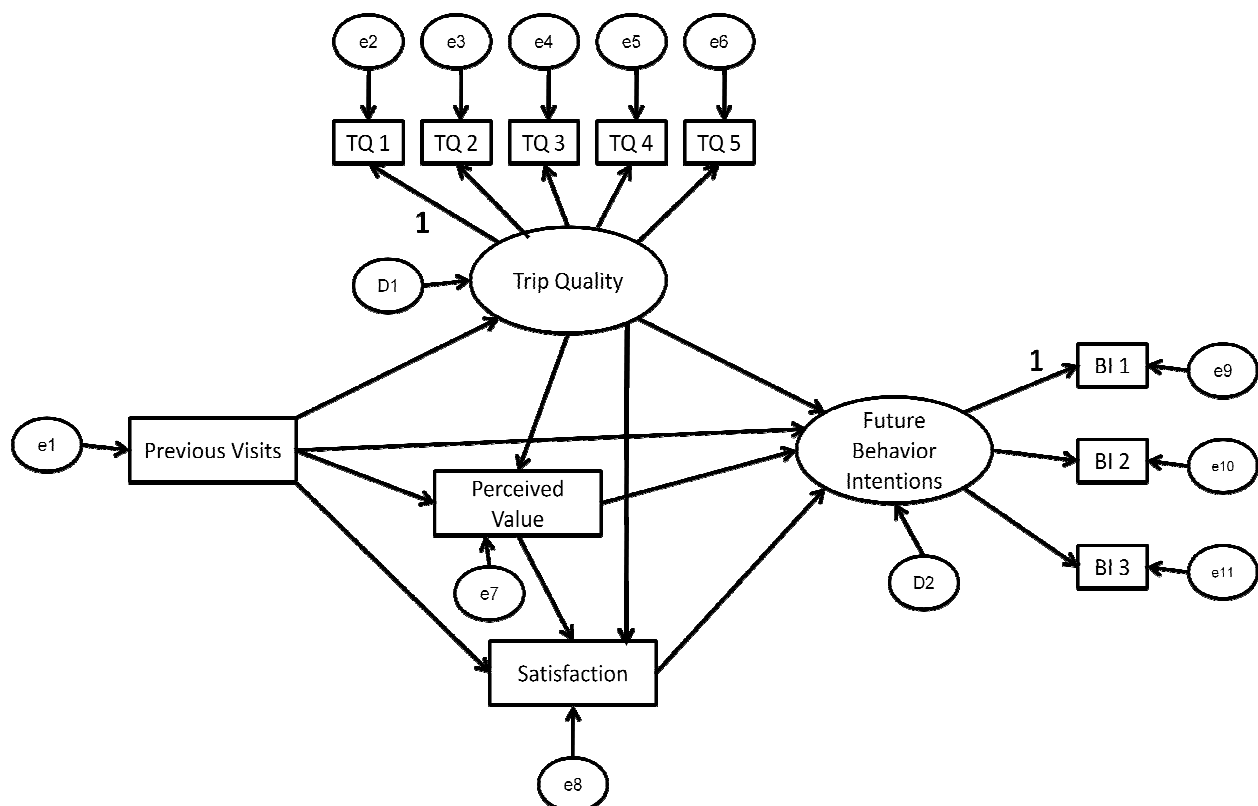 e2
e3
e4
e5
e6
TQ 1
TQ 2
TQ 3
TQ 4
TQ 5
1
Trip Quality
D1
1
BI 1
e9
Future
Behavior
Intentions
e1
Previous Visits
BI 2
e10
Perceived
Value
BI 3
e11
D2
e7
Satisfaction
e8